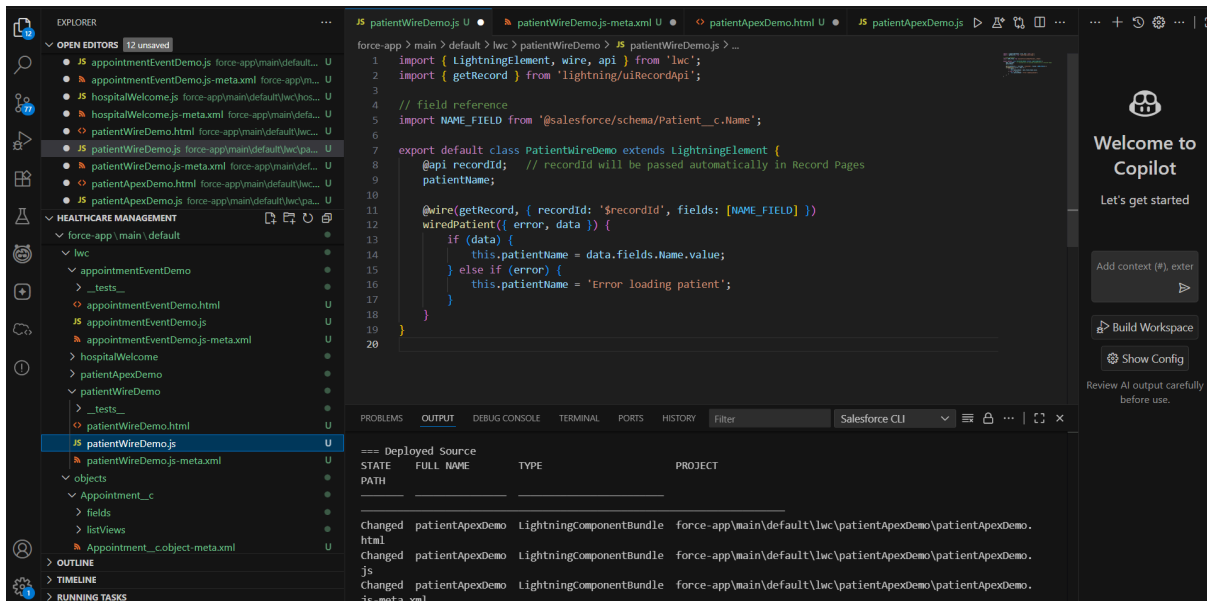 EXPLORER
OPEN EDITORS 12 unsaved
JS appointmentEventDemo.js force-app\main\default... U
appointmentEventDemo.js-meta.xml force-app\m... U
JS hospitalWelcome.js force-app\main\default\lwc\hos... U
hospitalWelcome.js-meta.xml force-app\main\defa... U
patientWireDemo.html force-app\main\default\lwc... U
JS patientWireDemo.js force-app\main\default\lwc\pa... U
patientWireDemo.js-meta.xml force-app\main\def... U
patientApexDemo.html force-app\main\default\lwc... U
JS patientApexDemo.js force-app\main\default\lwc\pa... U
HEALTHCARE MANAGEMENT
force-app\main\default
lwc
appointmentEventDemo
__tests__
appointmentEventDemo.html U
JS appointmentEventDemo.js U
appointmentEventDemo.js-meta.xml U
hospitalWelcome
patientApexDemo
patientWireDemo
__tests__
patientWireDemo.html U
JS patientWireDemo.js U
patientWireDemo.js-meta.xml U
objects
Appointment__c
fields
listViews
Appointment__c.object-meta.xml U
OUTLINE
TIMELINE
RUNNING TASKS
12
77
1
JS patientWireDemo.js U patientWireDemo.js-meta.xml U patientApexDemo.html U JS patientApexDemo.js
force-app > main > default > lwc > patientWireDemo > JS patientWireDemo.js > ...
1 import { LightningElement, wire, api } from 'lwc';
2 import { getRecord } from 'lightning/uiRecordApi';
3
4 // field reference
5 import NAME_FIELD from '@salesforce/schema/Patient__c.Name';
6
7 export default class PatientWireDemo extends LightningElement {
8 @api recordId; // recordId will be passed automatically in Record Pages
9 patientName;
10
11 @wire(getRecord, { recordId: '$recordId', fields: [NAME_FIELD] })
12 wiredPatient({ error, data }) {
13 if (data) {
14 this.patientName = data.fields.Name.value;
15 } else if (error) {
16 this.patientName = 'Error loading patient';
17 }
18 }
19 }
20
PROBLEMS OUTPUT DEBUG CONSOLE TERMINAL PORTS HISTORY Filter Salesforce CLI
=== Deployed Source
STATE FULL NAME TYPE PROJECT
PATH
Changed patientApexDemo LightningComponentBundle force-app\main\default\lwc\patientApexDemo\patientApexDemo.
html
Changed patientApexDemo LightningComponentBundle force-app\main\default\lwc\patientApexDemo\patientApexDemo.
js
Changed patientApexDemo LightningComponentBundle force-app\main\default\lwc\patientApexDemo\patientApexDemo.
js-meta.xml
Welcome to
Copilot
Let's get started
Add context (#), exter
Build Workspace
Show Config
Review AI output carefully
before use.